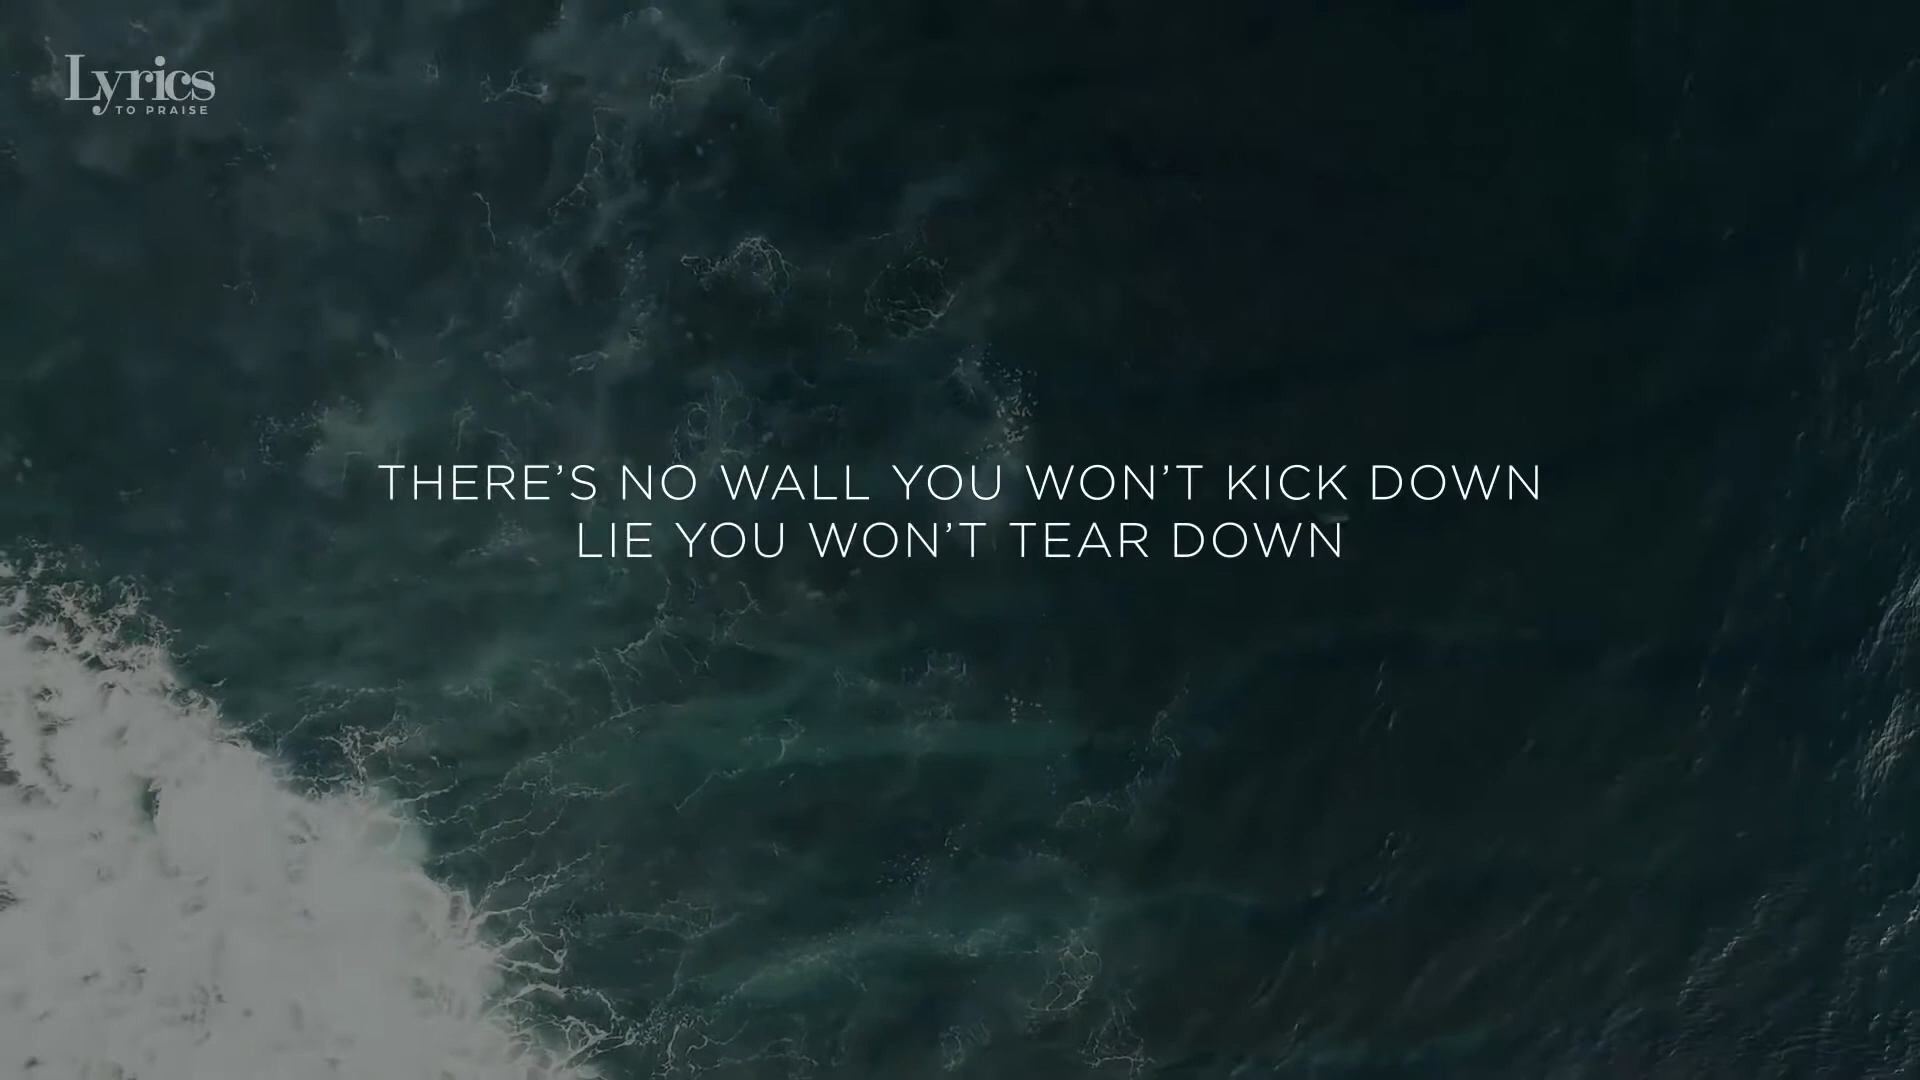 Lyrics
TO PRAISE
THERE’S NO WALL YOU WON’T KICK DOWN
LIE YOU WON’T TEAR DOWN